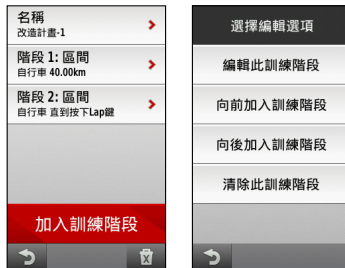 名稱
改造計畫-1
階段 1: 區間
自行車 40.00km
階段 2: 區間
自行車 直到按下Lap鍵
加入訓練階段
選擇編輯選項
編輯此訓練階段
向前加入訓練階段
向後加入訓練階段
清除此訓練階段